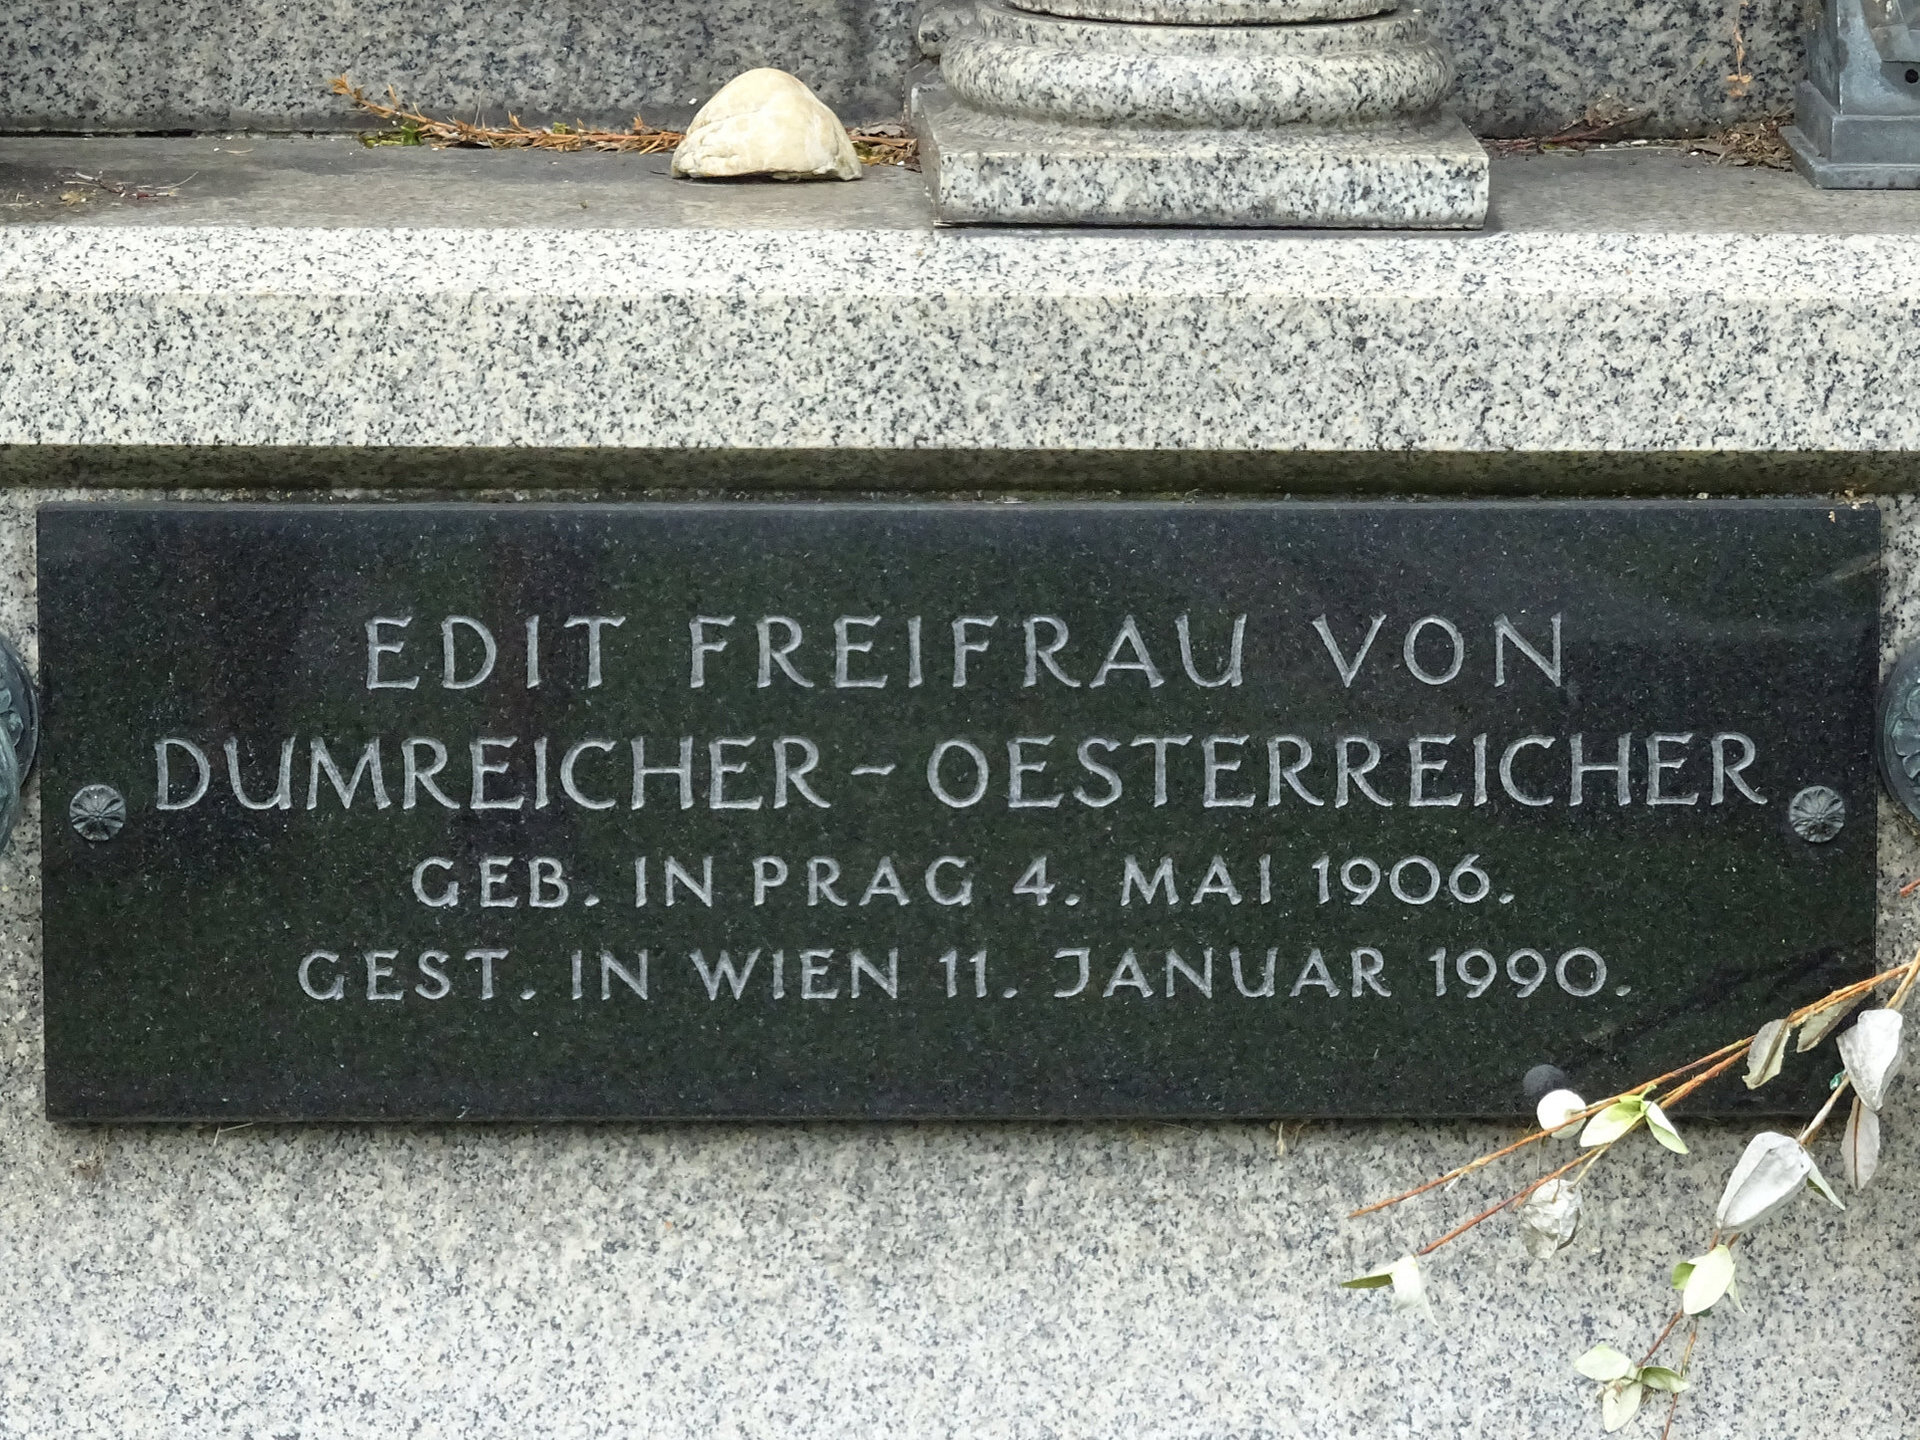 EDIT FREIFRAU VON
DUMREICHER-OESTERREICHER
GEB. IN PRAG 4. MAI 1906.
GEST. IN WIEN 11. JANUAR 1990.